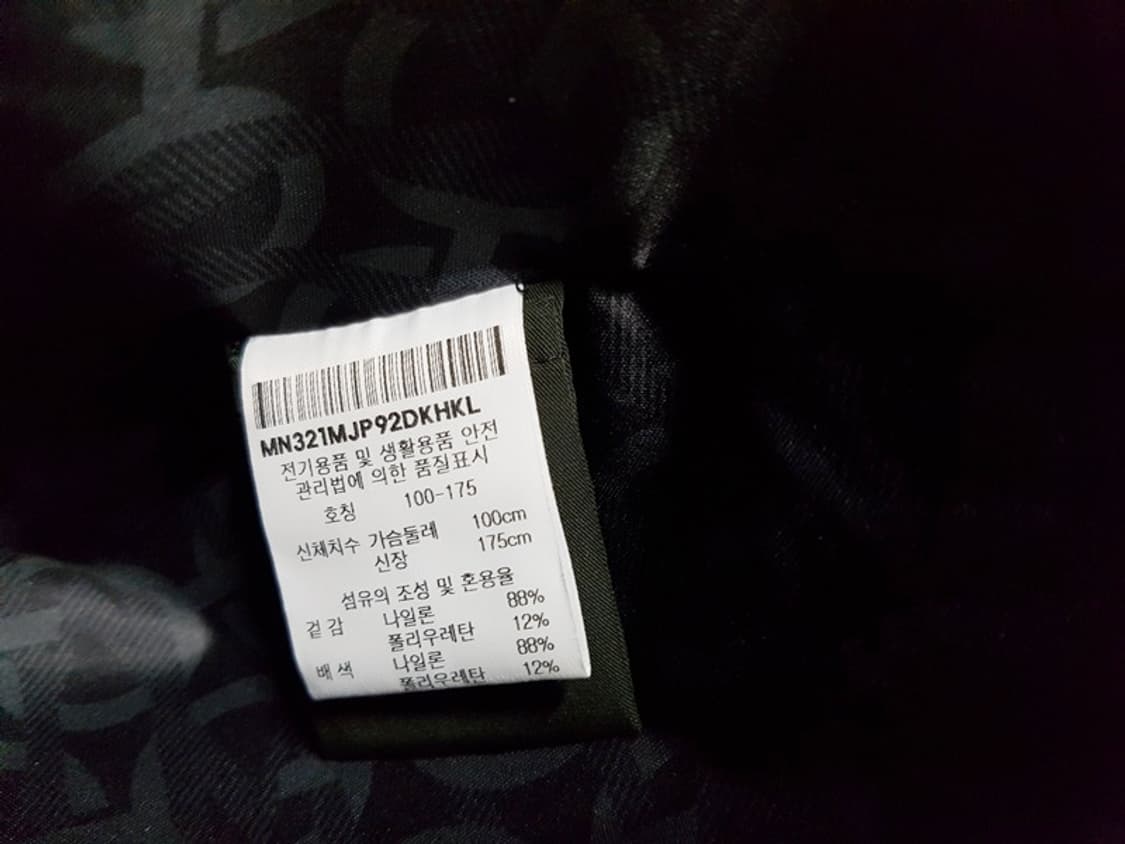 MN321MJP92DKHKL
전기용품 및 생활용품 안전
관리법에 의한 품질표시
호칭 100-175
신체치수 가슴둘레 100cm
신장 175cm
섬유의 조성 및 혼용율
겉감 나일론 88%
폴리우레탄 12%
배색 나일론 88%
폴리우레탄 12%